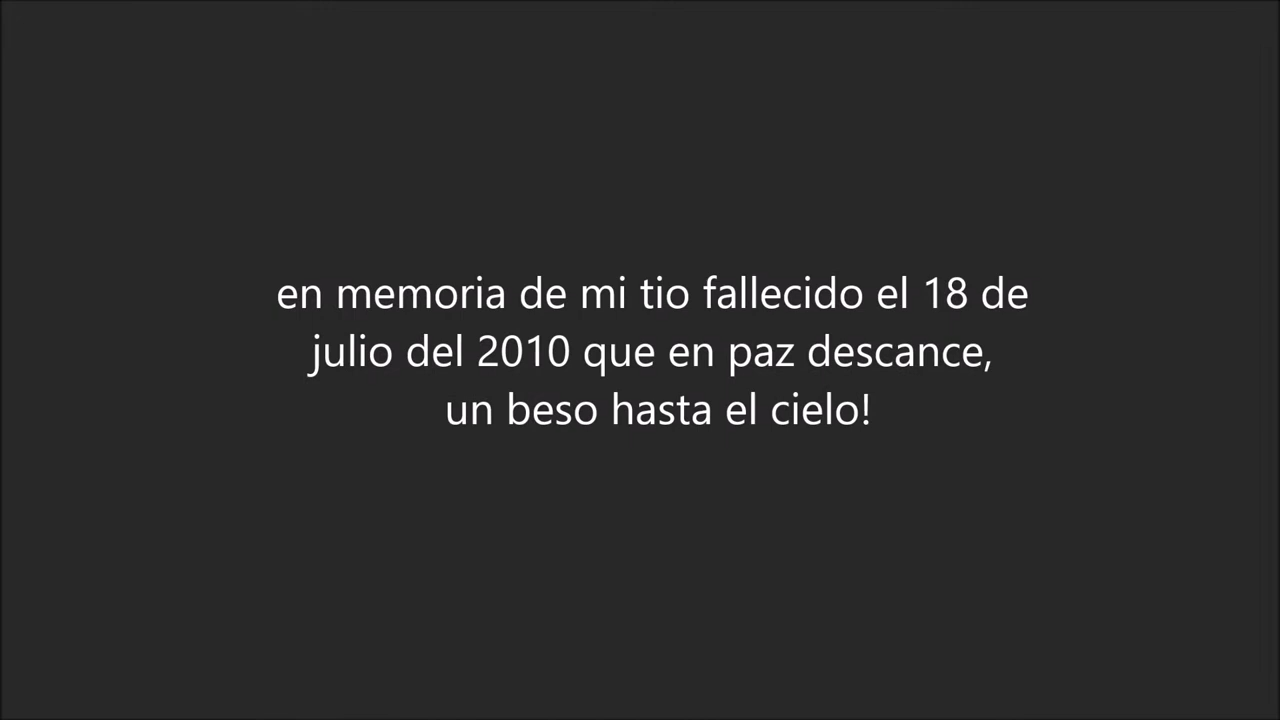 en memoria de mi tio fallecido el 18 de
julio del 2010 que en paz descance,
un beso hasta el cielo!